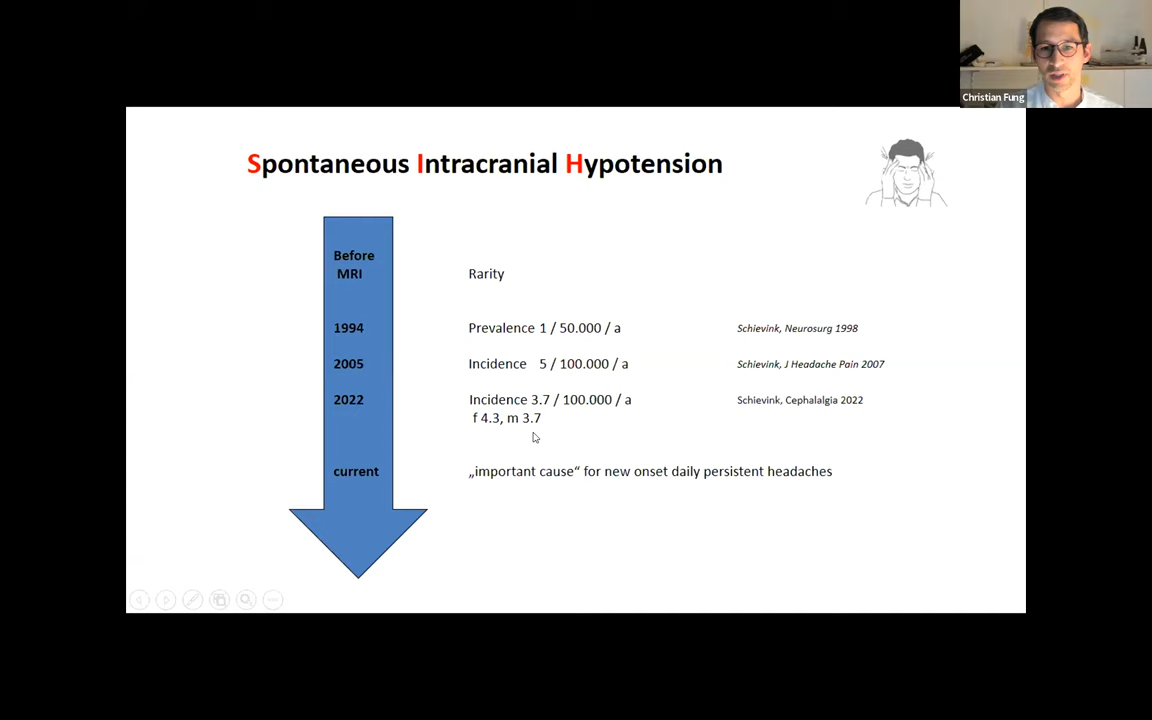 Christian Fung
Spontaneous Intracranial Hypotension
Before
MRI
Rarity
1994
Prevalence 1 / 50.000 / a
Schievink, Neurosurg 1998
2005
Incidence 5 / 100.000 / a
Schievink, J Headache Pain 2007
2022
Incidence 3.7 / 100.000 / a
Schievink, Cephalalgia 2022
f 4.3, m 3.7
current
„important cause“ for new onset daily persistent headaches